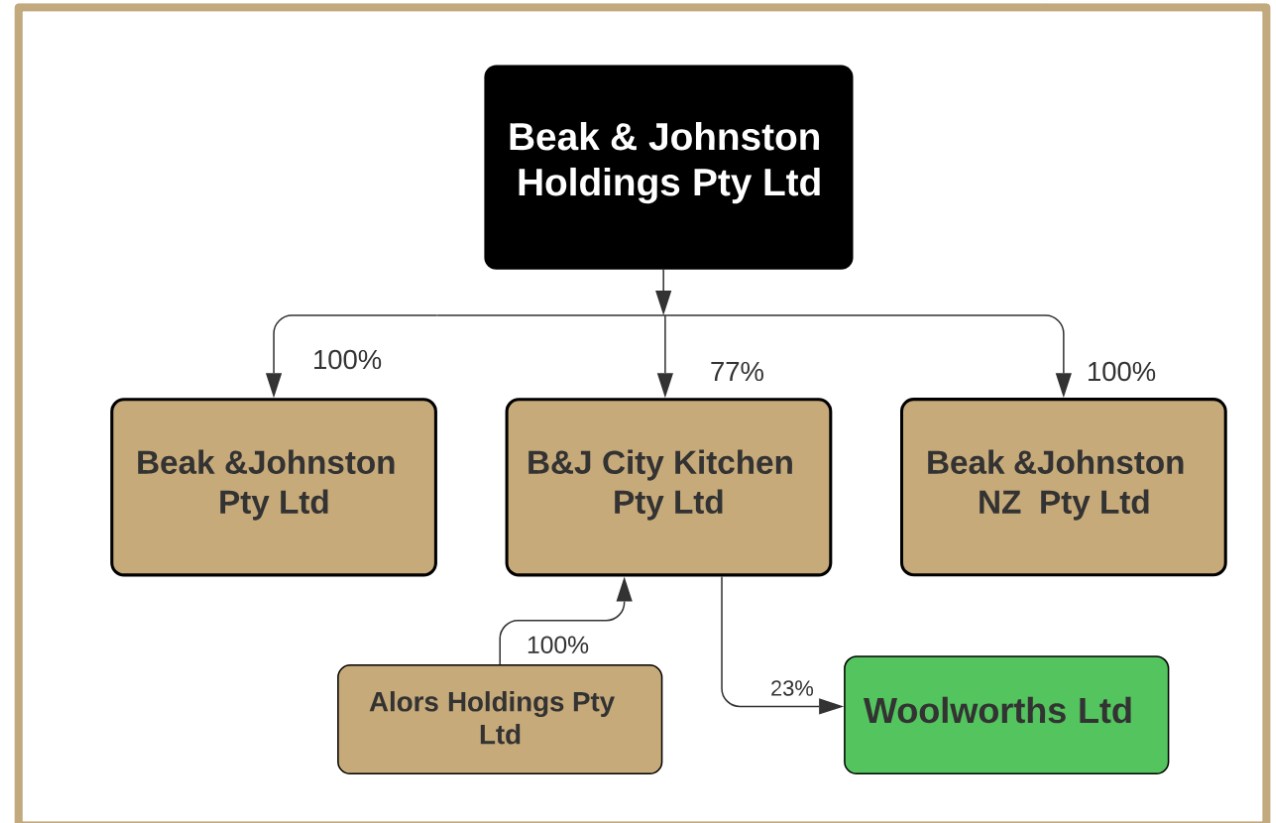 Beak & Johnston
Holdings Pty Ltd
100%
77%
100%
Beak &Johnston
Pty Ltd
B&J City Kitchen
Pty Ltd
Beak &Johnston
NZ  Pty Ltd
100%
Alors Holdings Pty
Ltd
23%
Woolworths Ltd